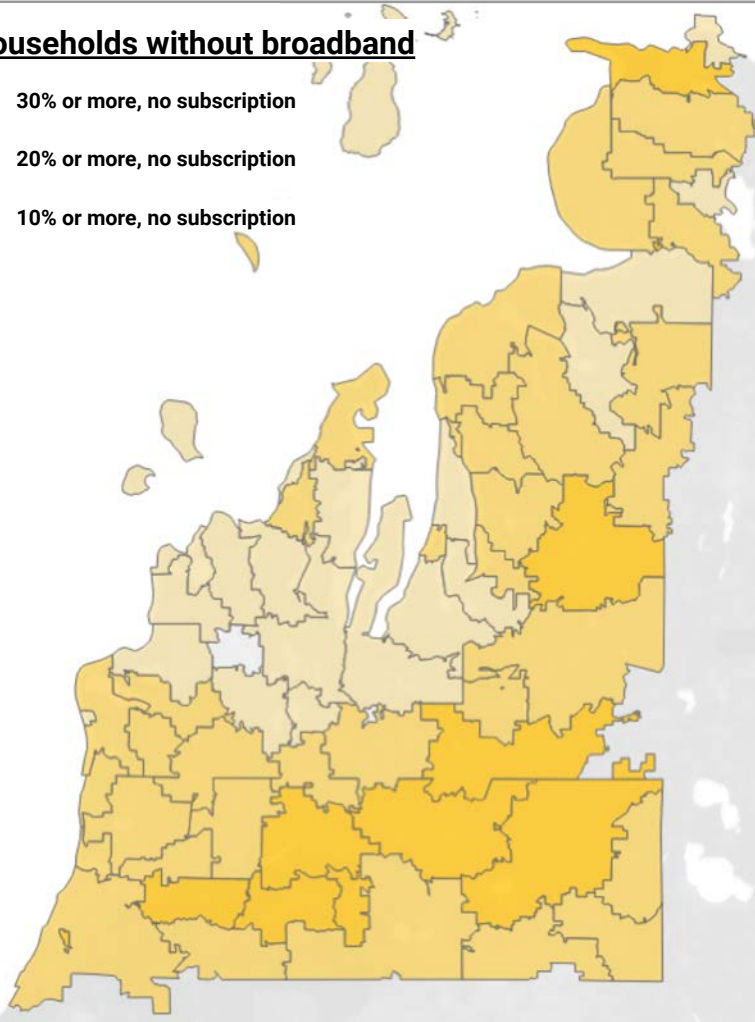 ouseholds without broadband
30% or more, no subscription
20% or more, no subscription
10% or more, no subscription